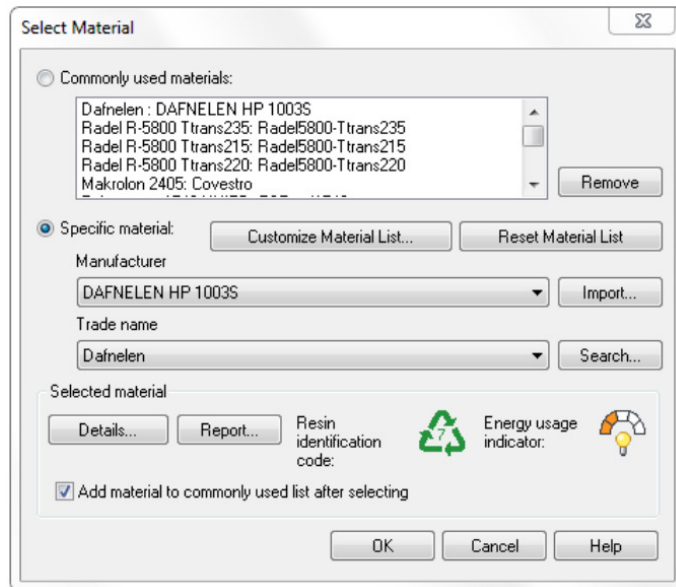 Select Material
Commonly used materials:
Dafnelen : DAFNELEN HP 1003S
Radel R-5800 Ttrans235: Radel5800-Ttrans235
Radel R-5800 Ttrans215: Radel5800-Ttrans215
Radel R-5800 Ttrans220: Radel5800-Ttrans220
Makrolon 2405: Covestro
Remove
Specific material:
Customize Material List...
Reset Material List
Manufacturer
DAFNELEN HP 1003S
Import...
Trade name
Dafnelen
Search...
Selected material
Details...
Report...
Resin
identification
code:
7
Energy usage
indicator:
Add material to commonly used list after selecting
OK
Cancel
Help